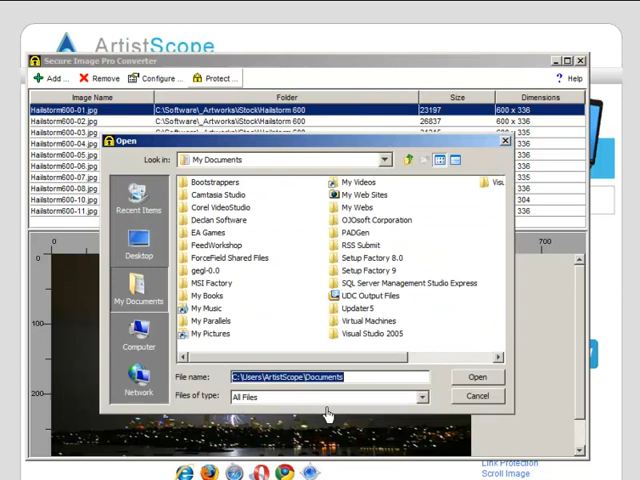 ArtistScope
Secure Image Pro Converter
Add ... Remove Configure ... Protect ... Help
Image Name Folder Size Dimensions
Hailstorm600-01.jpg C:\Software\_Artworks\Stock\Hailstorm 600 23197 600 x 336
Hailstorm600-02.jpg C:\Software\_Artworks\Stock\Hailstorm 600 26837 600 x 336
Hailstorm600-03.jpg
Hailstorm600-04.jpg 336
Hailstorm600-05.jpg 336
Hailstorm600-06.jpg 336
Hailstorm600-07.jpg 336
Hailstorm600-08.jpg 336
Hailstorm600-10.jpg 304
Hailstorm600-11.jpg 336
Open
Look in: My Documents
Recent Items
Desktop
My Documents
Computer
Network
Bootstrappers
Camtasia Studio
Corel VideoStudio
Declan Software
EA Games
FeedWorkshop
ForceField Shared Files
gegl-0.0
MSI Factory
My Books
My Music
My Parallels
My Pictures
My Videos
My Web Sites
My Webs
OJOsoft Corporation
PADGen
RSS Submit
Setup Factory 8.0
Setup Factory 9
SQL Server Management Studio Express
UDC Output Files
Updater5
Virtual Machines
Visual Studio 2005
File name: C:\Users\ArtistScope\Documents Open
Files of type: All Files Cancel
0 700
0
100
200
Link Protection
Scroll Image